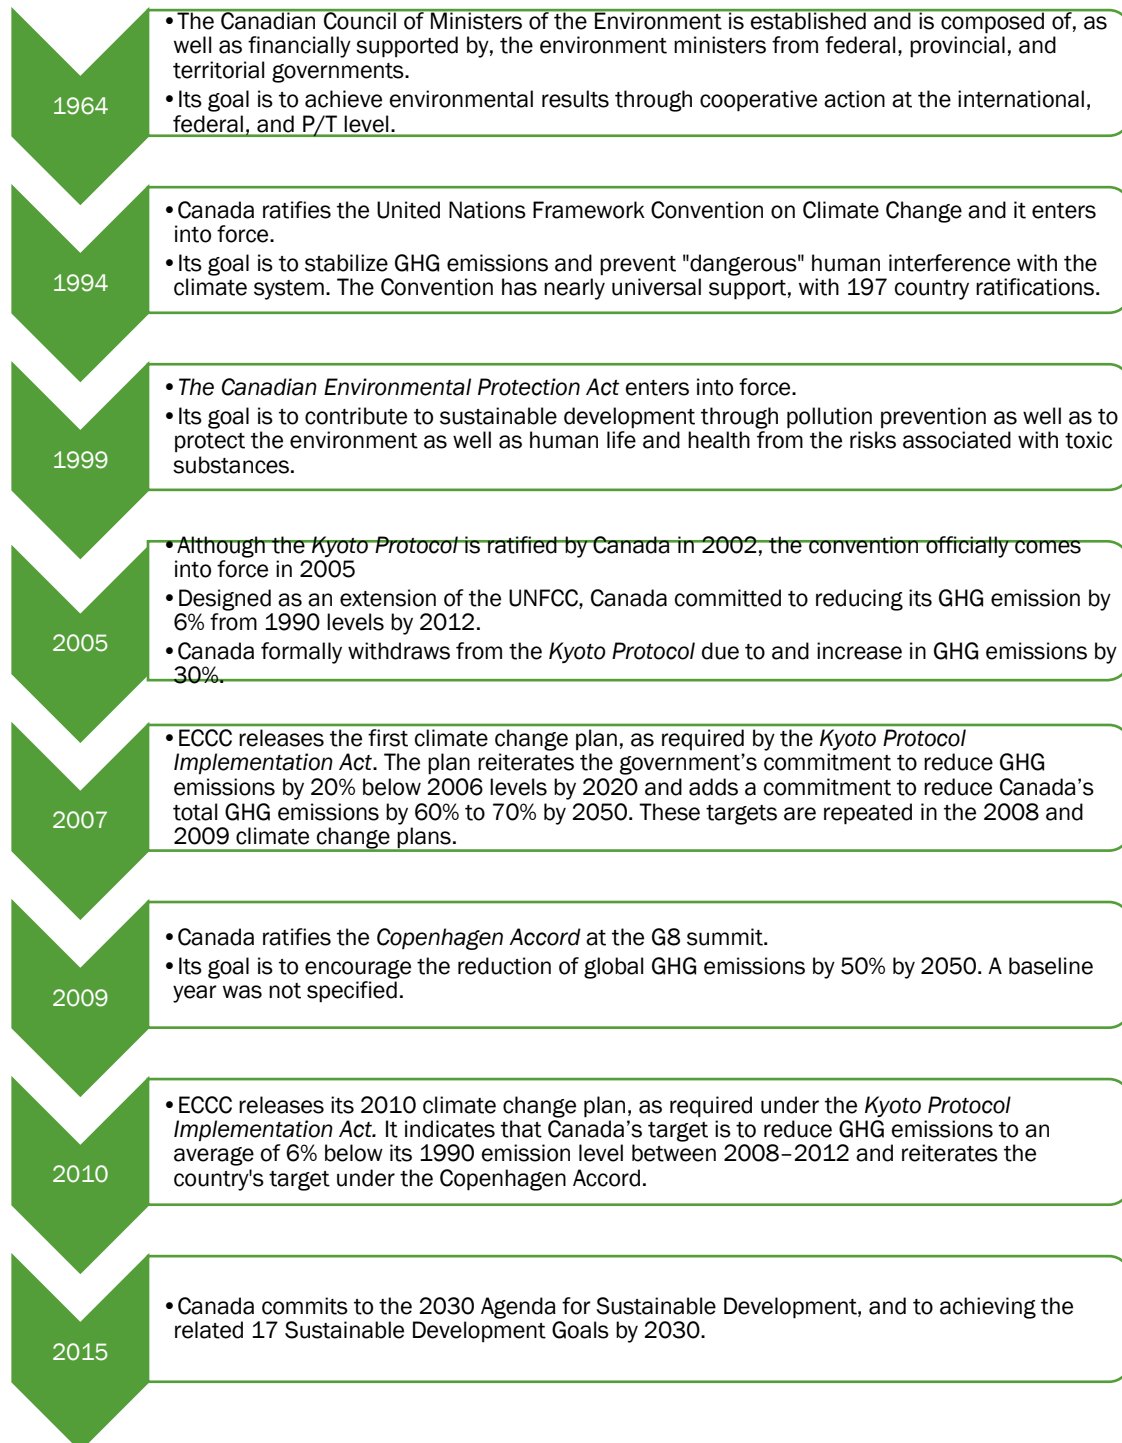 1964
•The Canadian Council of Ministers of the Environment is established and is composed of, as
well as financially supported by, the environment ministers from federal, provincial, and
territorial governments.
•Its goal is to achieve environmental results through cooperative action at the international,
federal, and P/T level.
1994
•Canada ratifies the United Nations Framework Convention on Climate Change and it enters
into force.
•Its goal is to stabilize GHG emissions and prevent "dangerous" human interference with the
climate system. The Convention has nearly universal support, with 197 country ratifications.
1999
•The Canadian Environmental Protection Act enters into force.
•Its goal is to contribute to sustainable development through pollution prevention as well as to
protect the environment as well as human life and health from the risks associated with toxic
substances.
2005
•Although the Kyoto Protocol is ratified by Canada in 2002, the convention officially comes
into force in 2005
•Designed as an extension of the UNFCC, Canada committed to reducing its GHG emission by
6% from 1990 levels by 2012.
•Canada formally withdraws from the Kyoto Protocol due to and increase in GHG emissions by
30%.
2007
•ECCC releases the first climate change plan, as required by the Kyoto Protocol
Implementation Act. The plan reiterates the government’s commitment to reduce GHG
emissions by 20% below 2006 levels by 2020 and adds a commitment to reduce Canada’s
total GHG emissions by 60% to 70% by 2050. These targets are repeated in the 2008 and
2009 climate change plans.
2009
•Canada ratifies the Copenhagen Accord at the G8 summit.
•Its goal is to encourage the reduction of global GHG emissions by 50% by 2050. A baseline
year was not specified.
2010
•ECCC releases its 2010 climate change plan, as required under the Kyoto Protocol
Implementation Act. It indicates that Canada’s target is to reduce GHG emissions to an
average of 6% below its 1990 emission level between 2008–2012 and reiterates the
country's target under the Copenhagen Accord.
2015
•Canada commits to the 2030 Agenda for Sustainable Development, and to achieving the
related 17 Sustainable Development Goals by 2030.